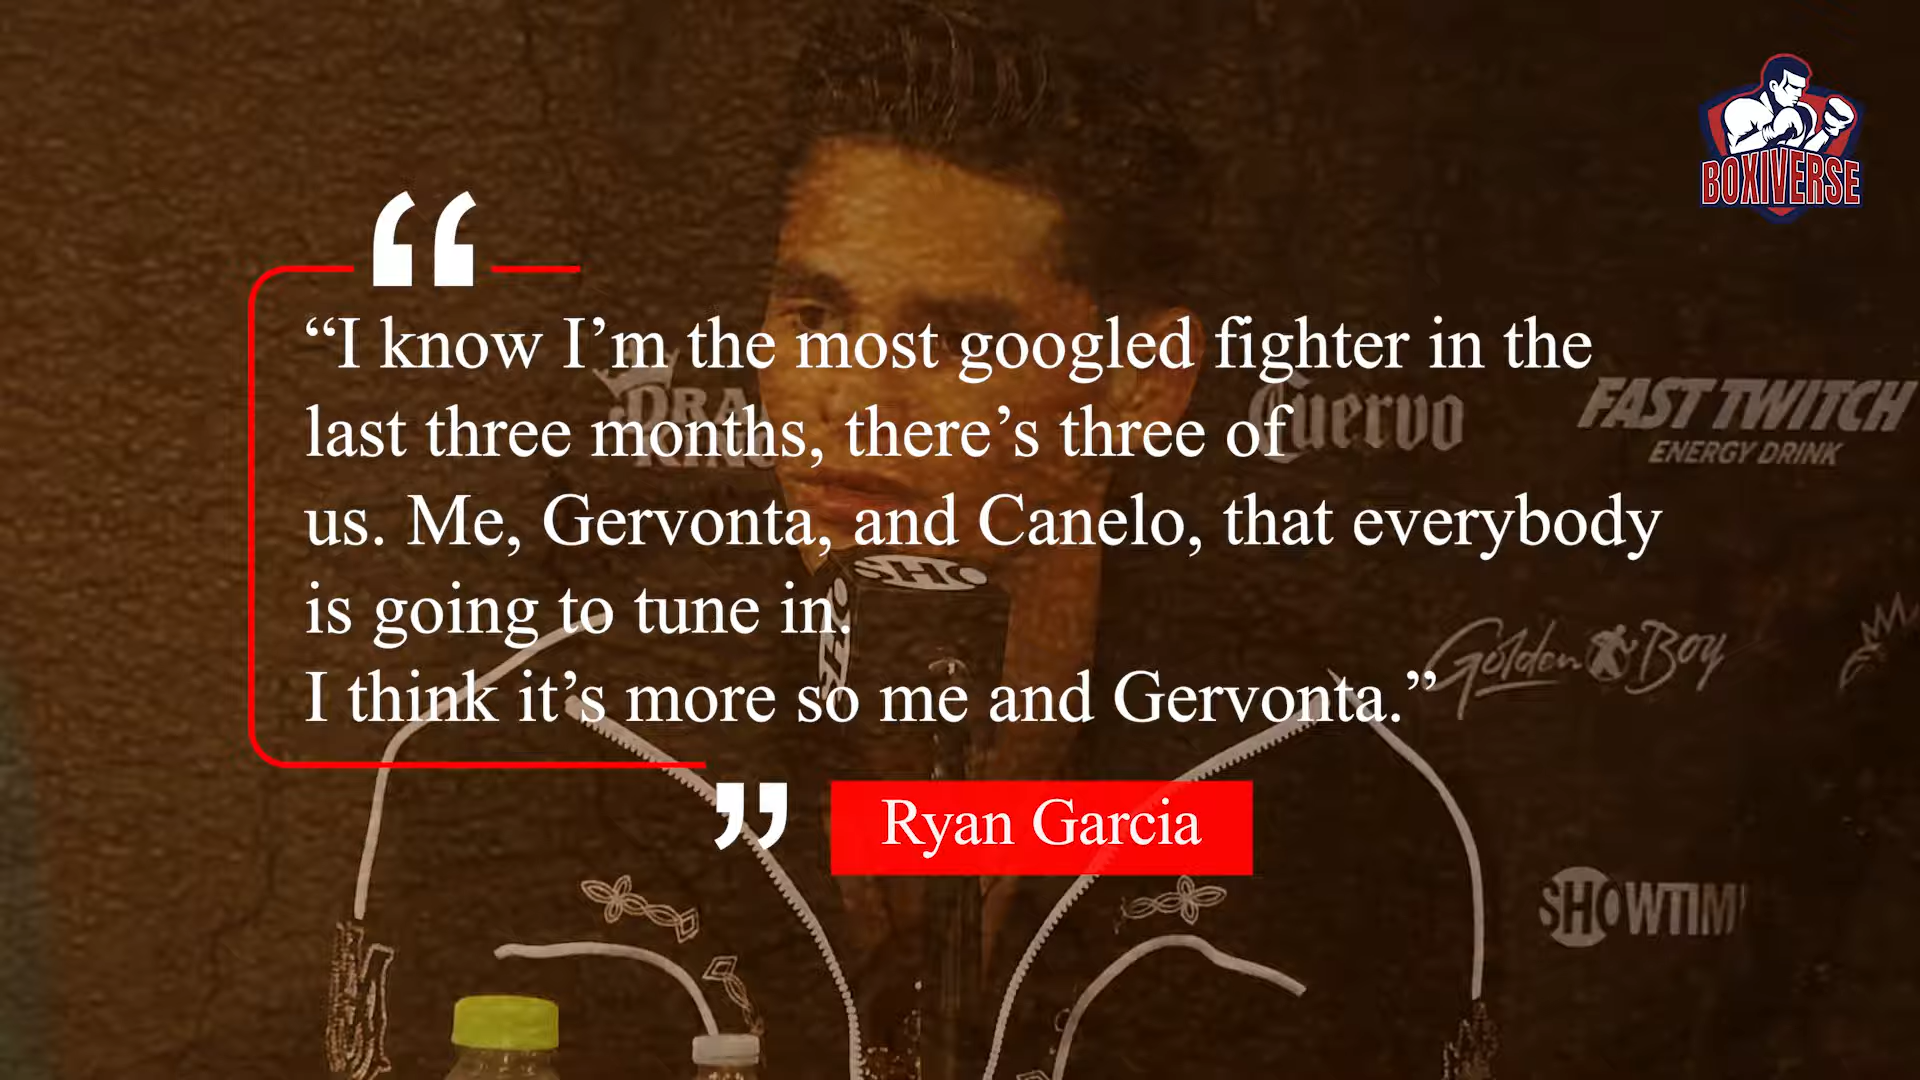 BOXIVERSE
“I know I’m the most googled fighter in the
last three months, there’s three of
us. Me, Gervonta, and Canelo, that everybody
is going to tune in.
I think it’s more so me and Gervonta.”
Ryan Garcia
Cuervo
FAST TWITCH
ENERGY DRINK
SHO
SHO
Golden Boy
SHOWTIM